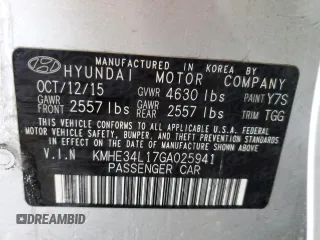 MANUFACTURED IN KOREA BY
HYUNDAI MOTOR COMPANY
OCT/12/15 GVWR 4630 lbs PAINT Y7S
GAWR FRONT 2557 lbs GAWR REAR 2557 lbs TRIM TGG
THIS VEHICLE CONFORMS TO ALL APPLICABLE U.S. FEDERAL
MOTOR VEHICLE SAFETY, BUMPER, AND THEFT PREVENTION STANDARDS
IN EFFECT ON THE DATE OF MANUFACTURE SHOWN ABOVE.
V.I.N KMHE34L17GA025941
PASSENGER CAR
DEALERSHIP